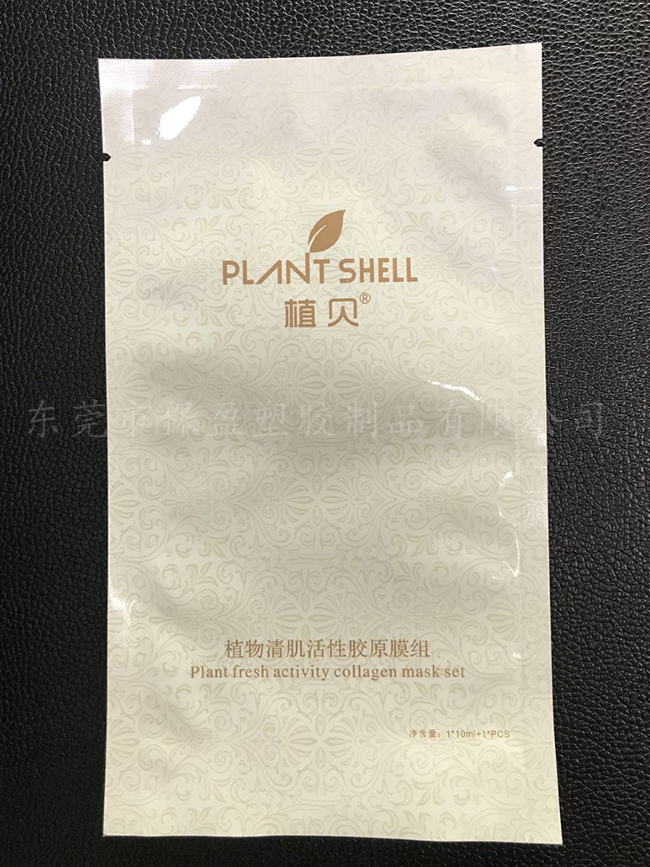 PLANT SHELL
植贝®
东莞市保盈塑胶制品有限公司
植物清肌活性胶原膜组
Plant fresh activity collagen mask set
净含量：1*10ml+1*PCS